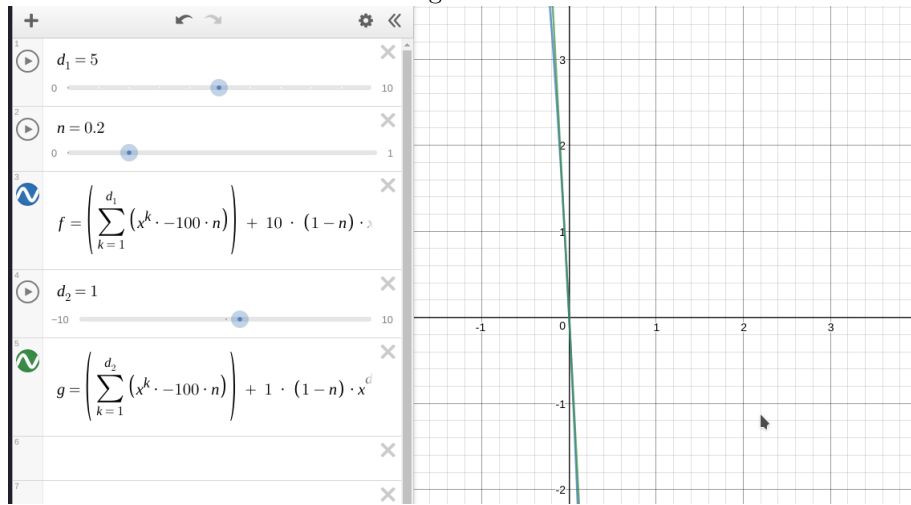 1
d₁ = 5
0 10
2
n = 0.2
0 1
3
f = ( ∑ₖ₌₁^d₁ (xᵏ · −100 · n) ) + 10 · (1 − n) ·
4
d₂ = 1
−10 10
5
g = ( ∑ₖ₌₁^d₂ (xᵏ · −100 · n) ) + 1 · (1 − n) · x^d
6
7
3
2
1
-1 0 1 2 3
-1
-2